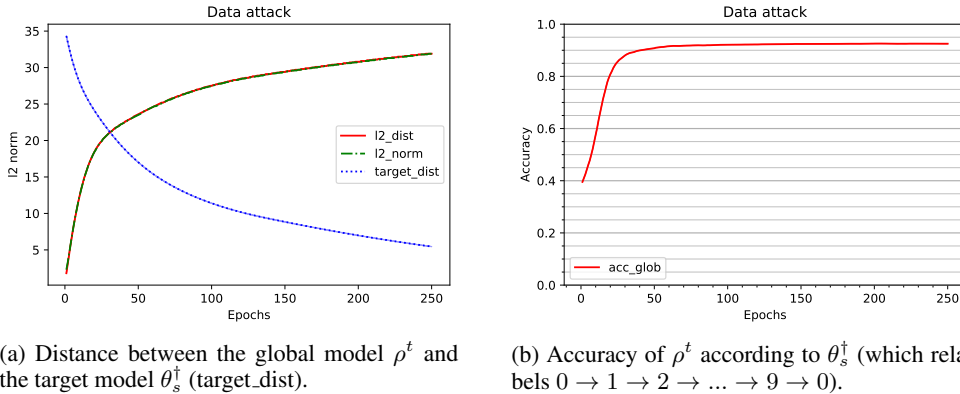 Data attack
35
30
25
20
15
10
5
l2 norm
l2_dist
l2_norm
target_dist
0 50 100 150 200 250
Epochs
(a) Distance between the global model ρ^t and
the target model θ_s^† (target_dist).
Data attack
1.0
0.8
0.6
0.4
0.2
0.0
Accuracy
acc_glob
0 50 100 150 200 250
Epochs
(b) Accuracy of ρ^t according to θ_s^† (which rela
bels 0 → 1 → 2 → ... → 9 → 0).